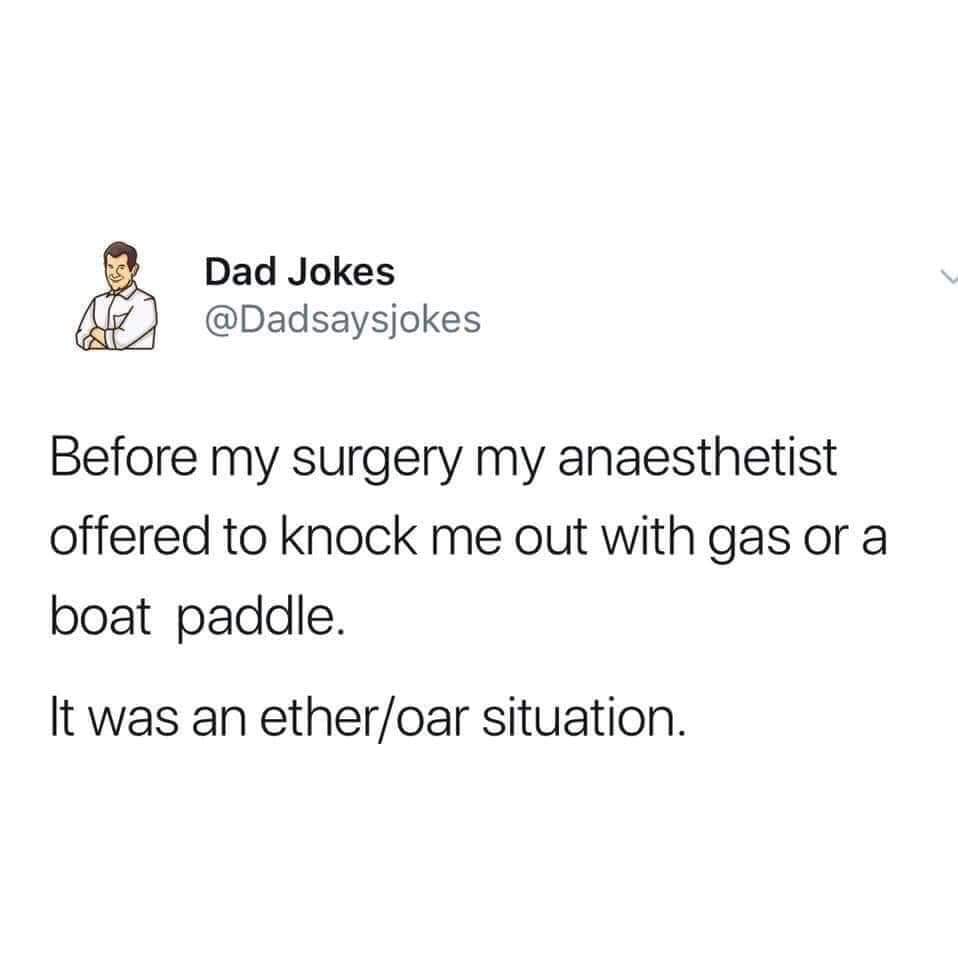 Dad Jokes
@Dadsaysjokes
Before my surgery my anaesthetist
offered to knock me out with gas or a
boat  paddle.
It was an ether/oar situation.